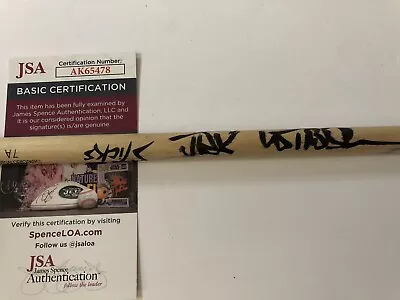 JSA
Certification Number:
AK65478
BASIC CERTIFICATION
This item has been fully examined by
James Spence Authentication, LLC and
it is our considered opinion that the
signature(s) is/are genuine.
7A
JETS
Verify this certification by visiting
SpenceLOA.com
Follow us @jsaloa
JSA
James Spence
Authentication
follow the leader